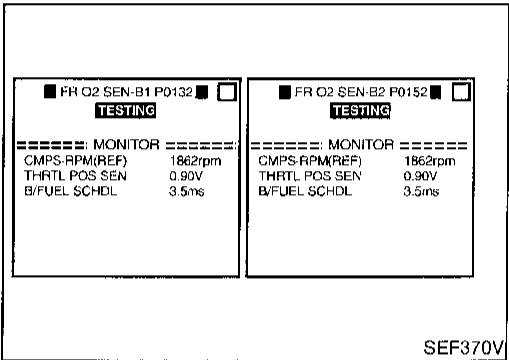 FR O2 SEN-B1 P0132
TESTING
====== MONITOR ======
CMPS-RPM(REF) 1862rpm
THRTL POS SEN 0.90V
B/FUEL SCHDL 3.5ms
FR O2 SEN-B2 P0152
TESTING
====== MONITOR ======
CMPS-RPM(REF) 1862rpm
THRTL POS SEN 0.90V
B/FUEL SCHDL 3.5ms
SEF370V